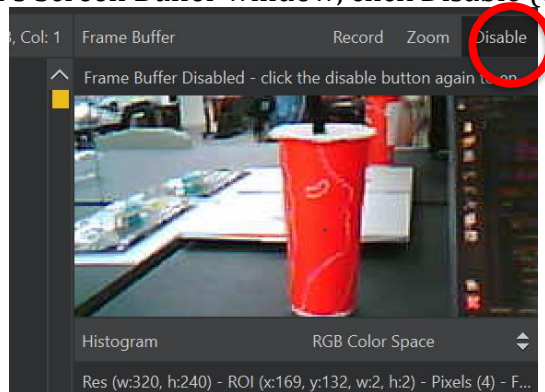 Screen Buffer window, click Disable (
, Col: 1 Frame Buffer Record Zoom Disable
Frame Buffer Disabled - click the disable button again to en
Histogram RGB Color Space
Res (w:320, h:240) - ROI (x:169, y:132, w:2, h:2) - Pixels (4) - F...